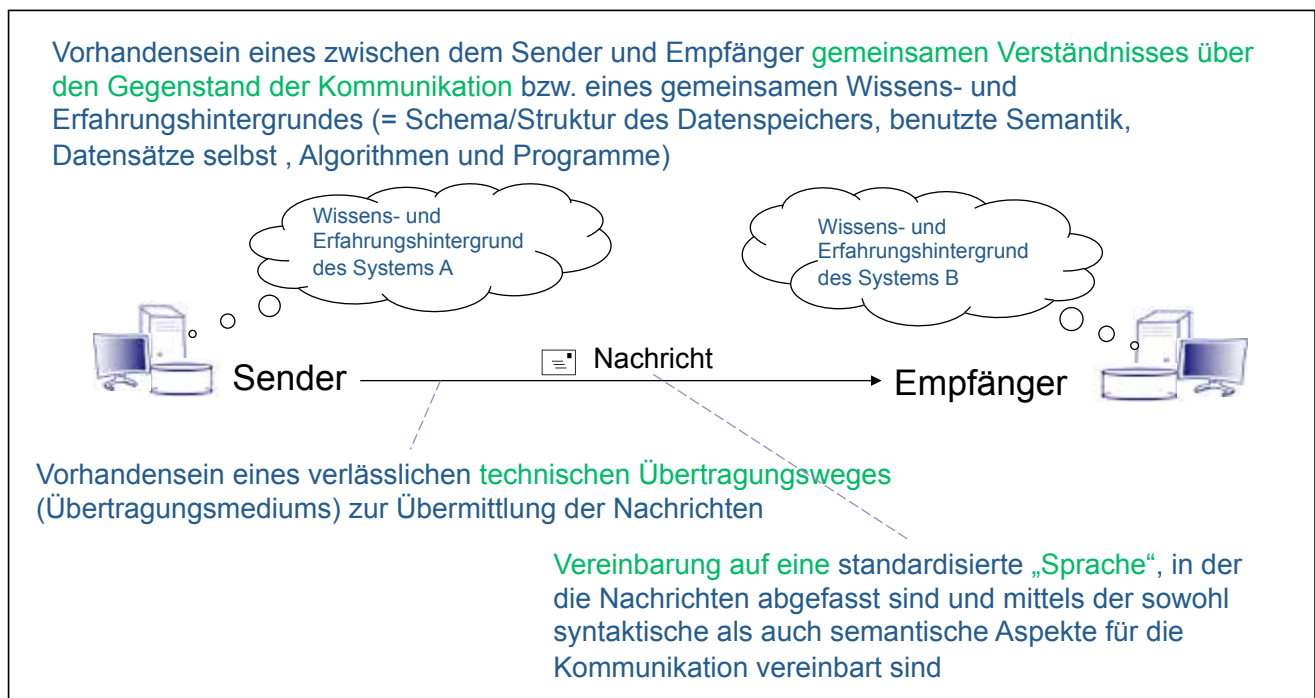 Vorhandensein eines zwischen dem Sender und Empfänger gemeinsamen Verständnisses über
den Gegenstand der Kommunikation bzw. eines gemeinsamen Wissens- und
Erfahrungshintergrundes (= Schema/Struktur des Datenspeichers, benutzte Semantik,
Datensätze selbst , Algorithmen und Programme)
Wissens- und
Erfahrungshintergrund
des Systems A
Wissens- und
Erfahrungshintergrund
des Systems B
Sender
Nachricht
Empfänger
Vorhandensein eines verlässlichen technischen Übertragungsweges
(Übertragungsmediums) zur Übermittlung der Nachrichten
Vereinbarung auf eine standardisierte „Sprache“, in der
die Nachrichten abgefasst sind und mittels der sowohl
syntaktische als auch semantische Aspekte für die
Kommunikation vereinbart sind